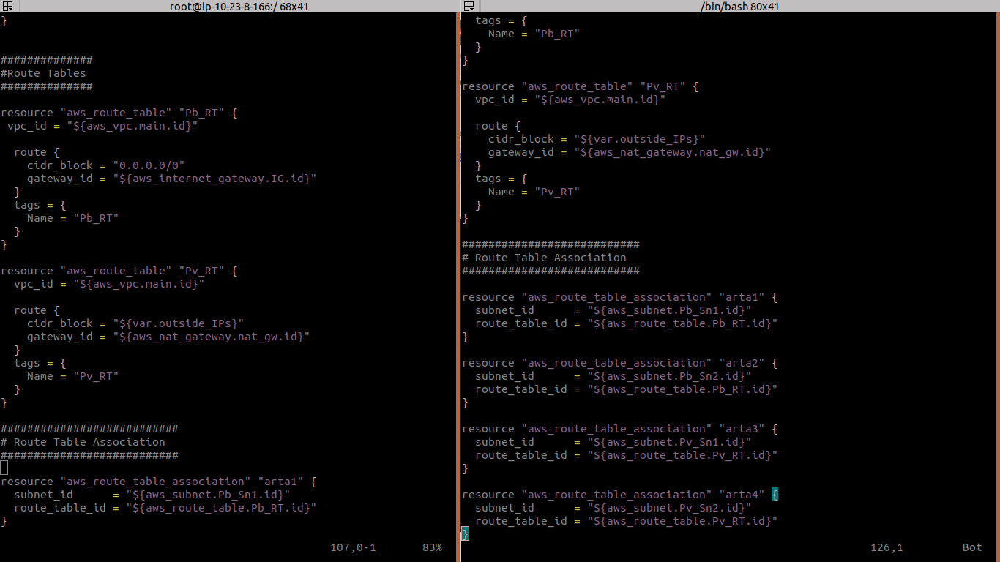 root@ip-10-23-8-166:/ 68x41
}
##############
#Route Tables
##############
resource "aws_route_table" "Pb_RT" {
 vpc_id = "${aws_vpc.main.id}"
  route {
    cidr_block = "0.0.0.0/0"
    gateway_id = "${aws_internet_gateway.IG.id}"
  }
  tags = {
    Name = "Pb_RT"
  }
}
resource "aws_route_table" "Pv_RT" {
  vpc_id = "${aws_vpc.main.id}"
  route {
    cidr_block = "${var.outside_IPs}"
    gateway_id = "${aws_nat_gateway.nat_gw.id}"
  }
  tags = {
    Name = "Pv_RT"
  }
}
###########################
# Route Table Association
###########################
resource "aws_route_table_association" "arta1" {
  subnet_id      = "${aws_subnet.Pb_Sn1.id}"
  route_table_id = "${aws_route_table.Pb_RT.id}"
}
107,0-1 83%
/bin/bash 80x41
  tags = {
    Name = "Pb_RT"
  }
}
resource "aws_route_table" "Pv_RT" {
  vpc_id = "${aws_vpc.main.id}"
  route {
    cidr_block = "${var.outside_IPs}"
    gateway_id = "${aws_nat_gateway.nat_gw.id}"
  }
  tags = {
    Name = "Pv_RT"
  }
}
###########################
# Route Table Association
###########################
resource "aws_route_table_association" "arta1" {
  subnet_id      = "${aws_subnet.Pb_Sn1.id}"
  route_table_id = "${aws_route_table.Pb_RT.id}"
}
resource "aws_route_table_association" "arta2" {
  subnet_id      = "${aws_subnet.Pb_Sn2.id}"
  route_table_id = "${aws_route_table.Pb_RT.id}"
}
resource "aws_route_table_association" "arta3" {
  subnet_id      = "${aws_subnet.Pv_Sn1.id}"
  route_table_id = "${aws_route_table.Pv_RT.id}"
}
resource "aws_route_table_association" "arta4" {
  subnet_id      = "${aws_subnet.Pv_Sn2.id}"
  route_table_id = "${aws_route_table.Pv_RT.id}"
}
126,1 Bot